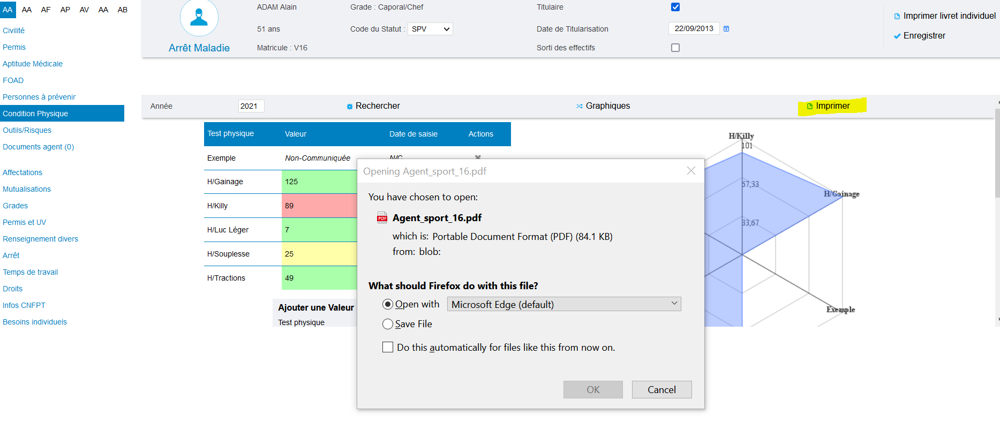 AA AA AF AP AV AA AB
Civilité
Permis
Aptitude Médicale
FOAD
Personnes à prévenir
Condition Physique
Outils/Risques
Documents agent (0)
Affectations
Mutualisations
Grades
Permis et UV
Renseignement divers
Arrêt
Temps de travail
Droits
Infos CNFPT
Besoins individuels
Arrêt Maladie
ADAM Alain Grade : Caporal/Chef Titulaire
51 ans Code du Statut : SPV Date de Titularisation 22/09/2013
Matricule : V16 Sorti des effectifs
Imprimer livret individuel
Enregistrer
Année 2021 Rechercher Graphiques Imprimer
Test physique Valeur Date de saisie Actions
Exemple Non-Communiquée N/C
H/Gainage 125
H/Killy 89
H/Luc Léger 7
H/Souplesse 25
H/Tractions 49
Ajouter une Valeur
Test physique
Opening Agent_sport_16.pdf
You have chosen to open:
PDF Agent_sport_16.pdf
which is: Portable Document Format (PDF) (84.1 KB)
from: blob:
What should Firefox do with this file?
Open with Microsoft Edge (default)
Save File
Do this automatically for files like this from now on.
OK Cancel
H/Killy
101
67,33
H/Gainage
33,67
Exemple